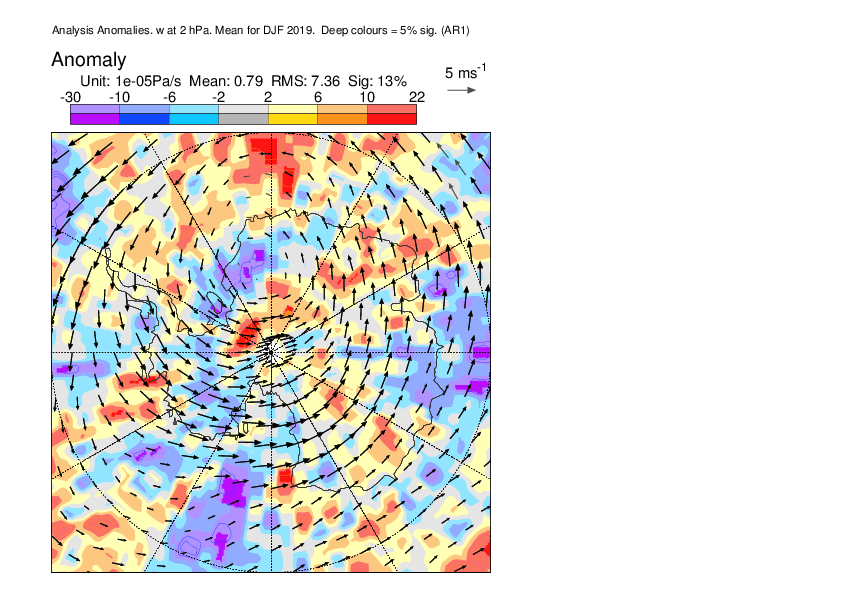 Analysis Anomalies. w at 2 hPa. Mean for DJF 2019. Deep colours = 5% sig. (AR1)
Anomaly
5 ms-1
Unit: 1e-05Pa/s Mean: 0.79 RMS: 7.36 Sig: 13%
-30 -10 -6 -2 2 6 10 22